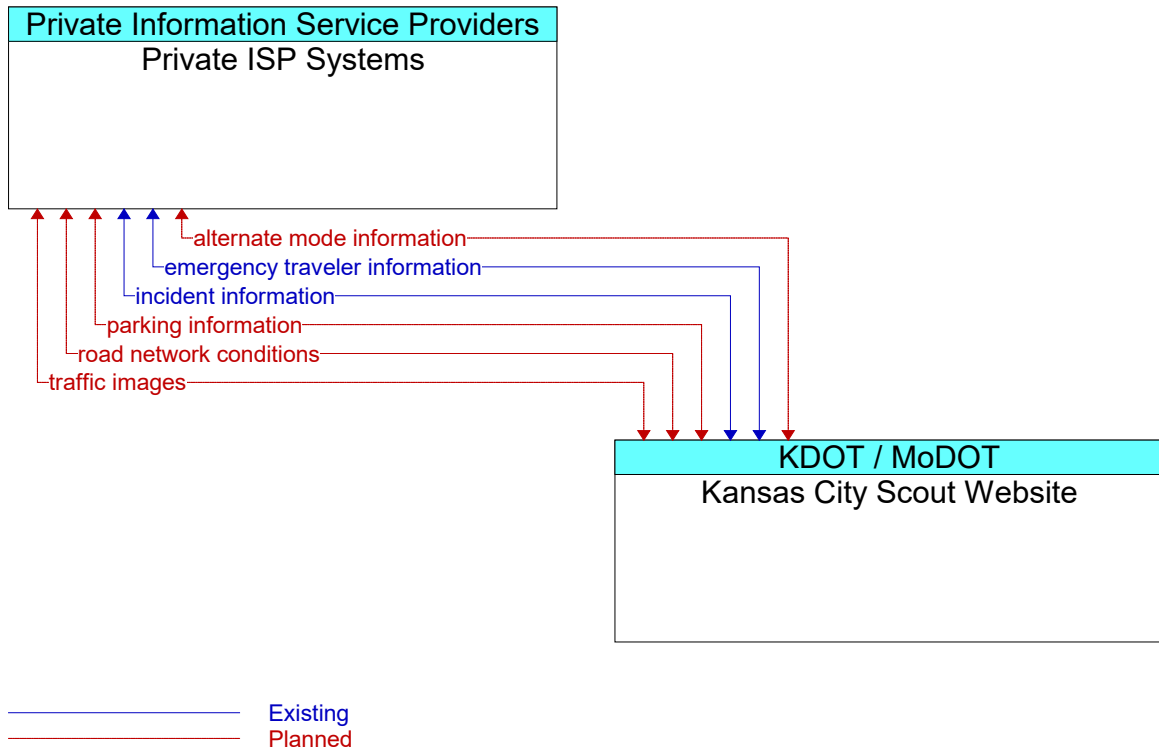 Private Information Service Providers
Private ISP Systems
alternate mode information
emergency traveler information
incident information
parking information
road network conditions
traffic images
KDOT / MoDOT
Kansas City Scout Website
Existing
Planned